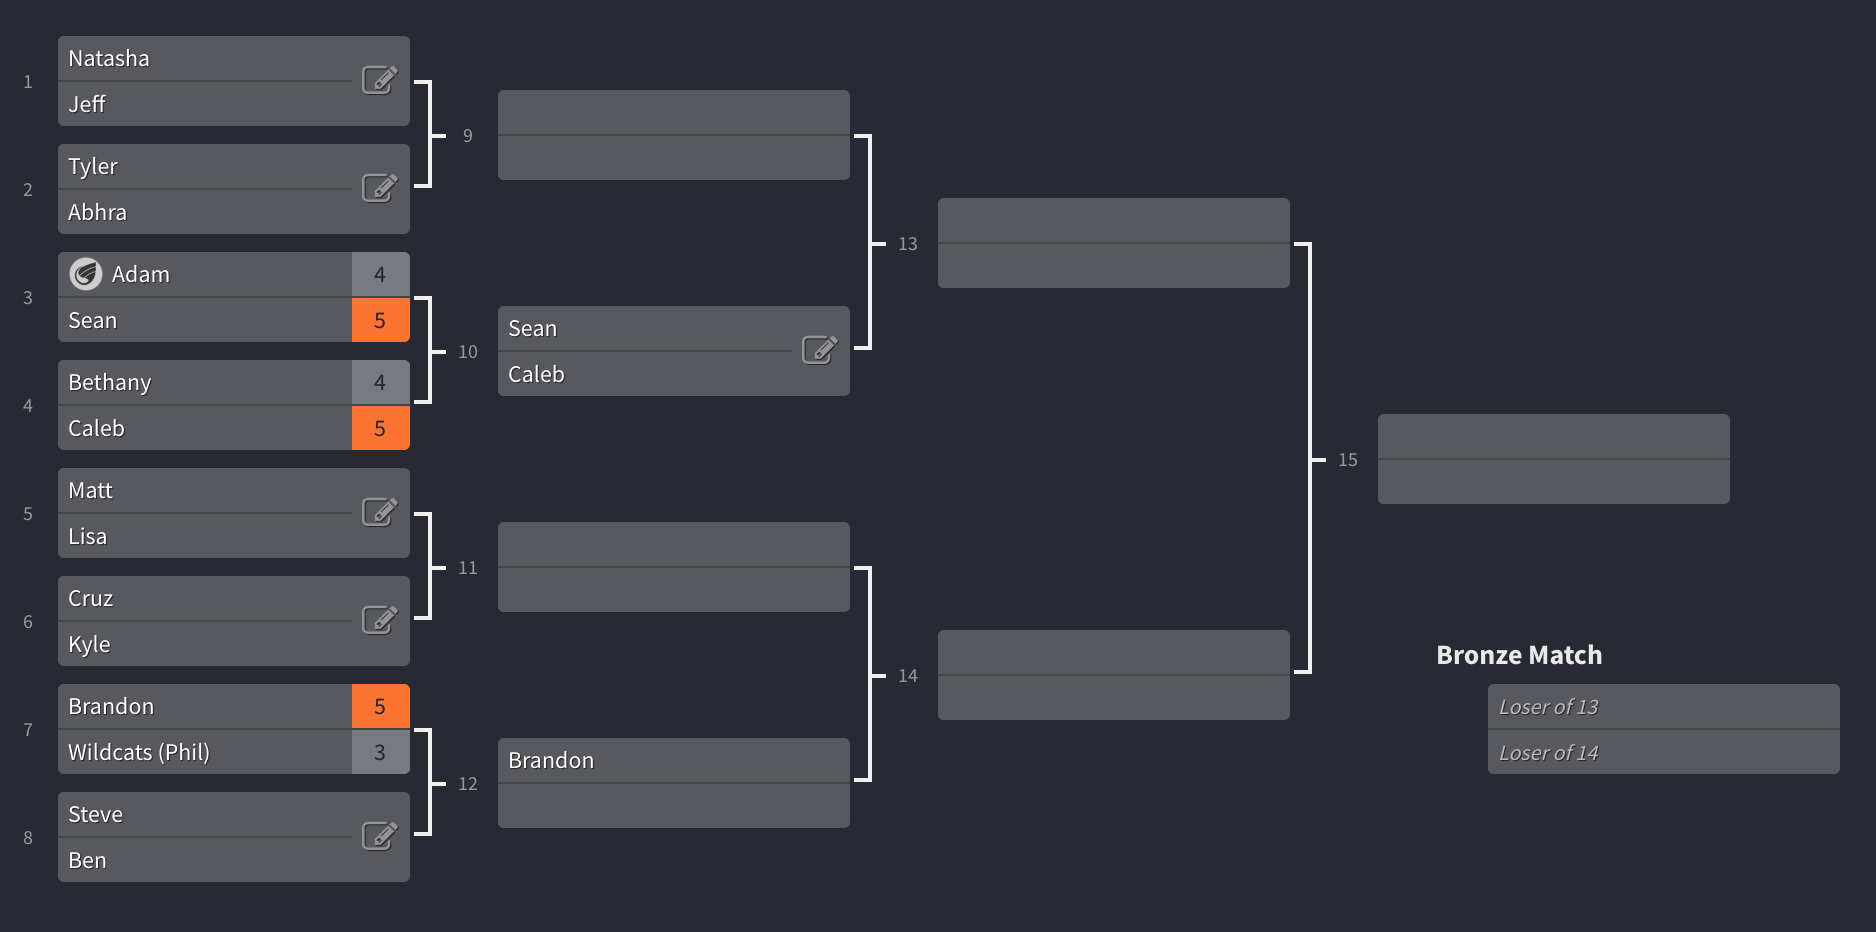 1
Natasha
Jeff
2
Tyler
Abhra
3
Adam 4
Sean 5
4
Bethany 4
Caleb 5
5
Matt
Lisa
6
Cruz
Kyle
7
Brandon 5
Wildcats (Phil) 3
8
Steve
Ben
9
10
Sean
Caleb
11
12
Brandon
13
14
15
Bronze Match
Loser of 13
Loser of 14